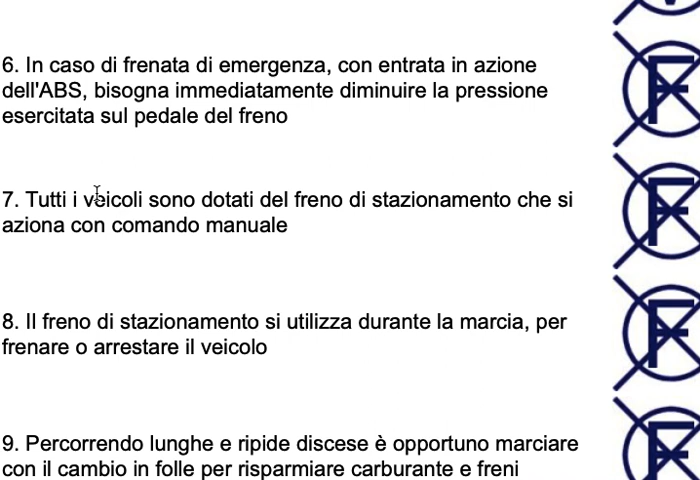 6. In caso di frenata di emergenza, con entrata in azione
dell'ABS, bisogna immediatamente diminuire la pressione
esercitata sul pedale del freno
F
7. Tutti i veicoli sono dotati del freno di stazionamento che si
aziona con comando manuale
F
8. Il freno di stazionamento si utilizza durante la marcia, per
frenare o arrestare il veicolo
F
9. Percorrendo lunghe e ripide discese è opportuno marciare
con il cambio in folle per risparmiare carburante e freni
F